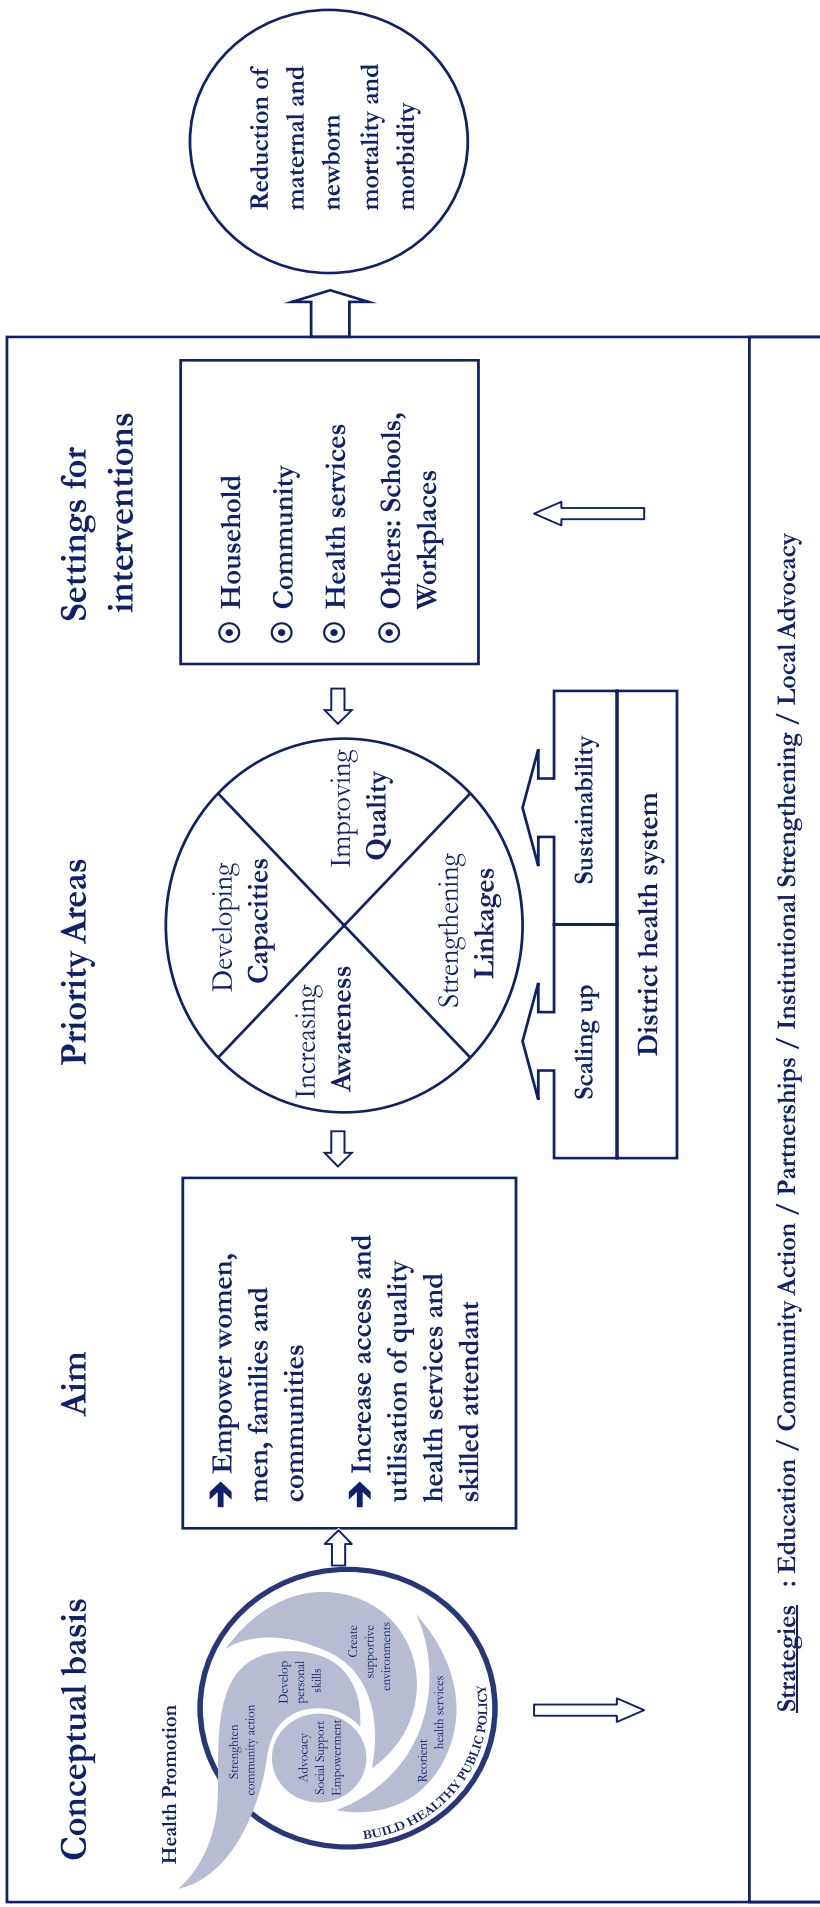 Conceptual basis
Health Promotion
Strenghten
community action
Develop
personal
skills
Create
supportive
environments
Advocacy
Social Support
Empowerment
Reorient
health services
BUILD HEALTHY PUBLIC POLICY
Aim
➔ Empower women,
men, families and
communities
➔ Increase access and
utilisation of quality
health services and
skilled attendant
Priority Areas
Developing
Capacities
Increasing
Awareness
Improving
Quality
Strengthening
Linkages
Scaling up
Sustainability
District health system
Settings for
interventions
Household
Community
Health services
Others: Schools,
Workplaces
Reduction of
maternal and
newborn
mortality and
morbidity
Strategies : Education / Community Action / Partnerships / Institutional Strengthening / Local Advocacy